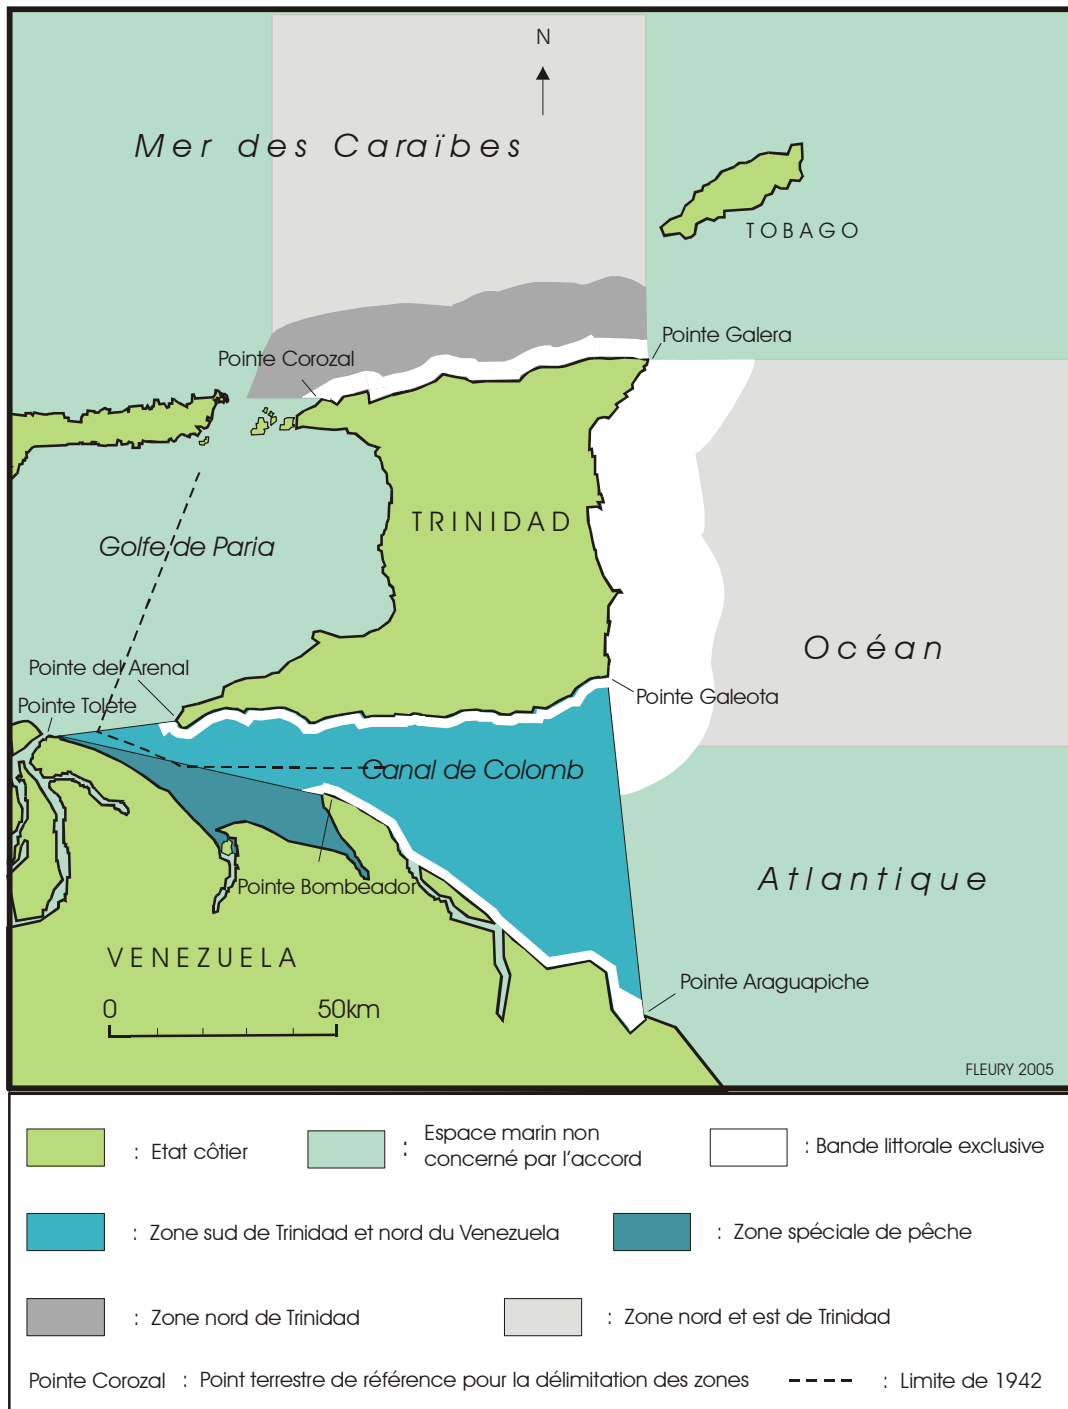 N
Mer des Caraïbes
TOBAGO
Pointe Galera
Pointe Corozal
TRINIDAD
Golfe de Paria
Océan
Pointe del Arenal
Pointe Galeota
Pointe Tolete
Canal de Colomb
Atlantique
Pointe Bombeador
VENEZUELA
Pointe Araguapiche
0 50km
FLEURY 2005
: Etat côtier
: Espace marin non
concerné par l'accord
: Bande littorale exclusive
: Zone sud de Trinidad et nord du Venezuela
: Zone spéciale de pêche
: Zone nord de Trinidad
: Zone nord et est de Trinidad
Pointe Corozal : Point terrestre de référence pour la délimitation des zones
: Limite de 1942